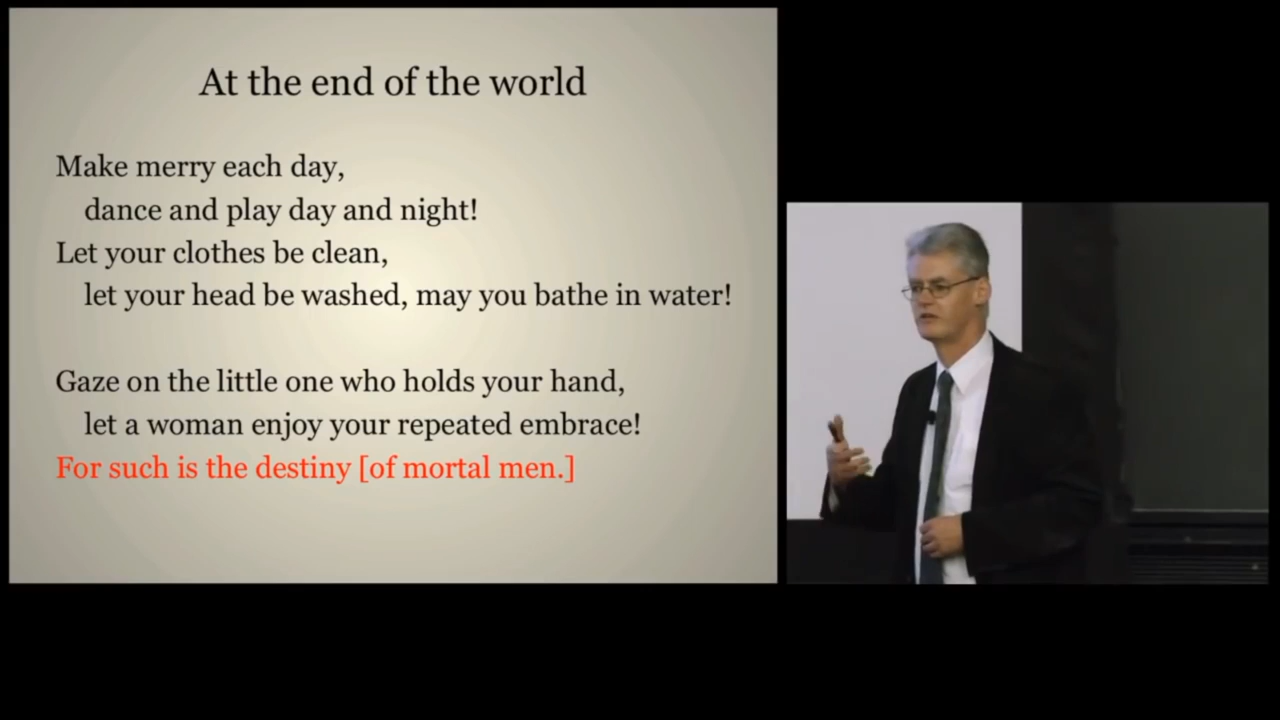 At the end of the world
Make merry each day,
dance and play day and night!
Let your clothes be clean,
let your head be washed, may you bathe in water!
Gaze on the little one who holds your hand,
let a woman enjoy your repeated embrace!
For such is the destiny [of mortal men.]